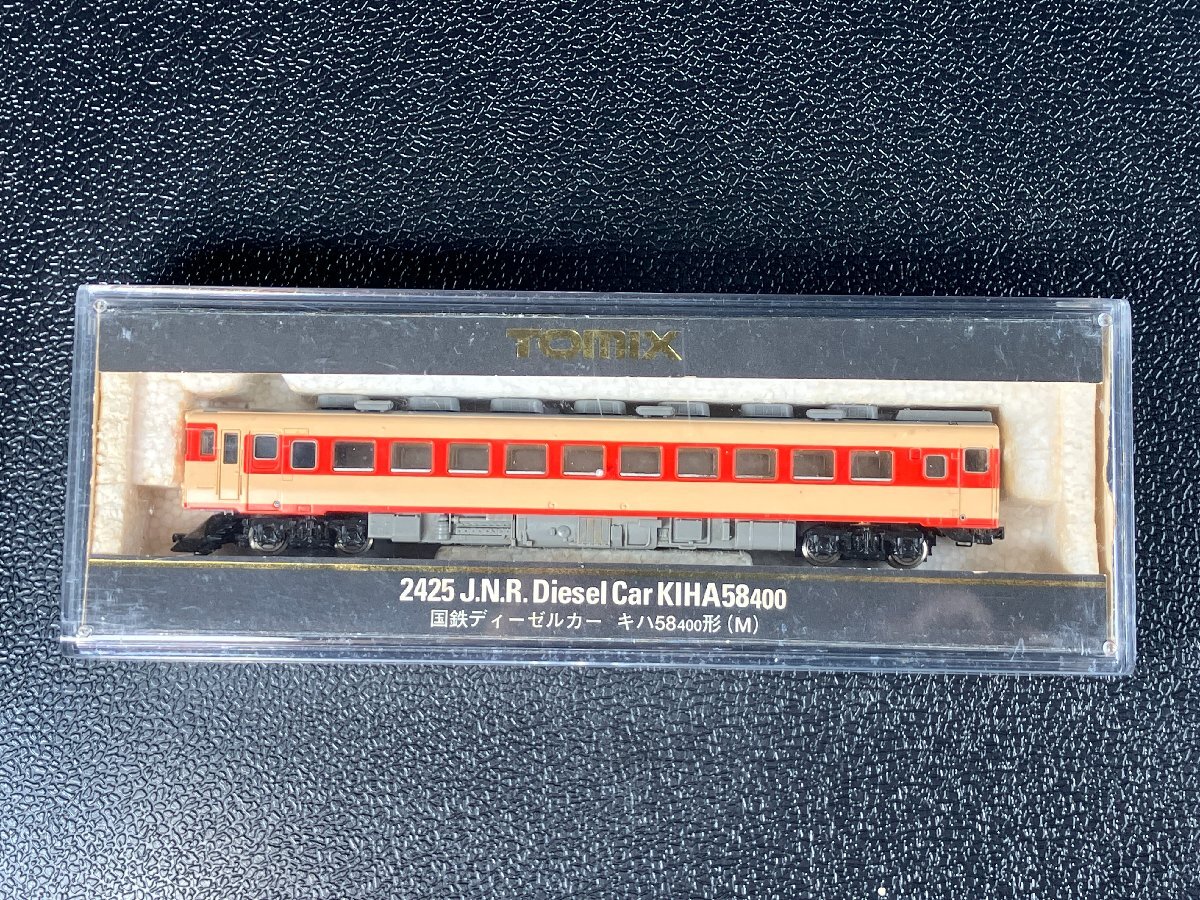 TOMIX
2425 J.N.R. Diesel Car KIHA58400
国鉄ディーゼルカー キハ58400形（M）